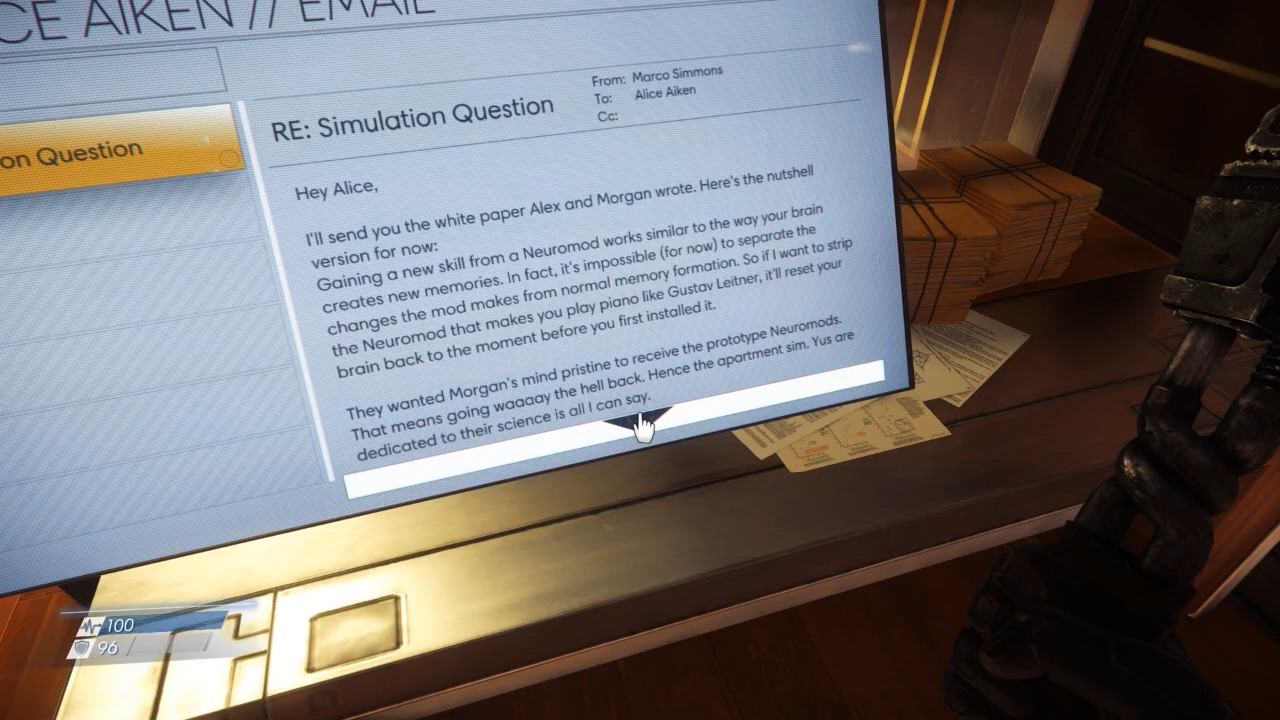 CE AIKEN // EMAIL
on Question
RE: Simulation Question
From: Marco Simmons
To: Alice Aiken
Cc:
Hey Alice,
I'll send you the white paper Alex and Morgan wrote. Here's the nutshell
version for now:
Gaining a new skill from a Neuromod works similar to the way your brain
creates new memories. In fact, it's impossible (for now) to separate the
changes the mod makes from normal memory formation. So if I want to strip
the Neuromod that makes you play piano like Gustav Leitner, it'll reset your
brain back to the moment before you first installed it.
They wanted Morgan's mind pristine to receive the prototype Neuromods.
That means going waaaay the hell back. Hence the apartment sim. Yus are
dedicated to their science is all I can say.
100
96